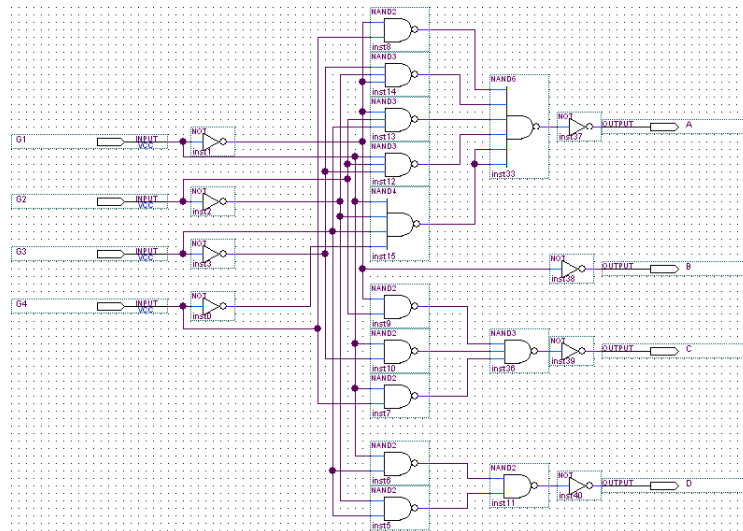 NAND2
inst8
NAND3
inst14
NAND6
NAND3
inst13
G1 INPUT VCC
NOT
inst1
NOT
inst37
OUTPUT A
NAND3
inst12
inst33
G2 INPUT VCC
NOT
inst2
NAND4
inst15
G3 INPUT VCC
NOT
inst3
NOT
inst38
OUTPUT B
G4 INPUT VCC
NOT
inst0
NAND2
inst9
NAND2
inst10
NAND3
inst36
NOT
inst39
OUTPUT C
NAND2
inst7
NAND2
inst6
NAND2
inst11
NOT
inst40
OUTPUT D
NAND2
inst5